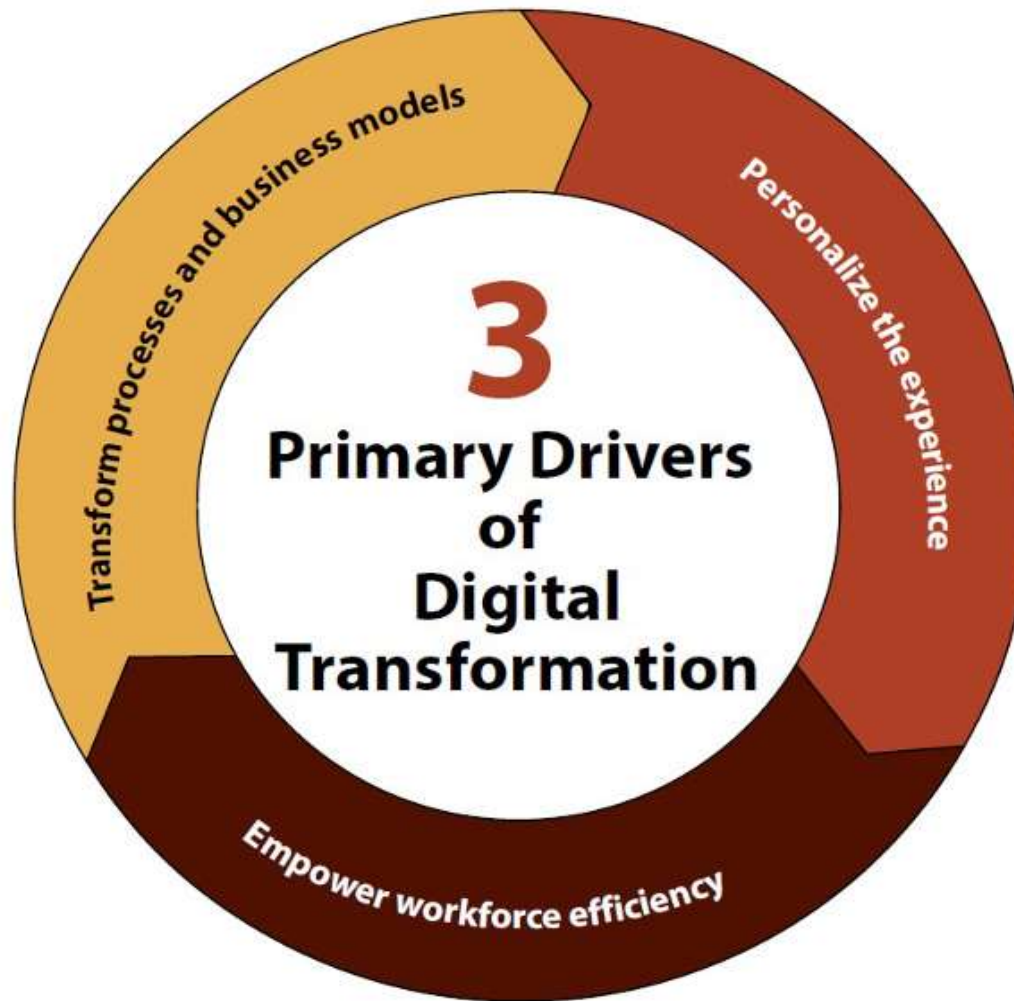 3
Primary Drivers
of
Digital
Transformation
Personalize the experience
Empower workforce efficiency
Transform processes and business models